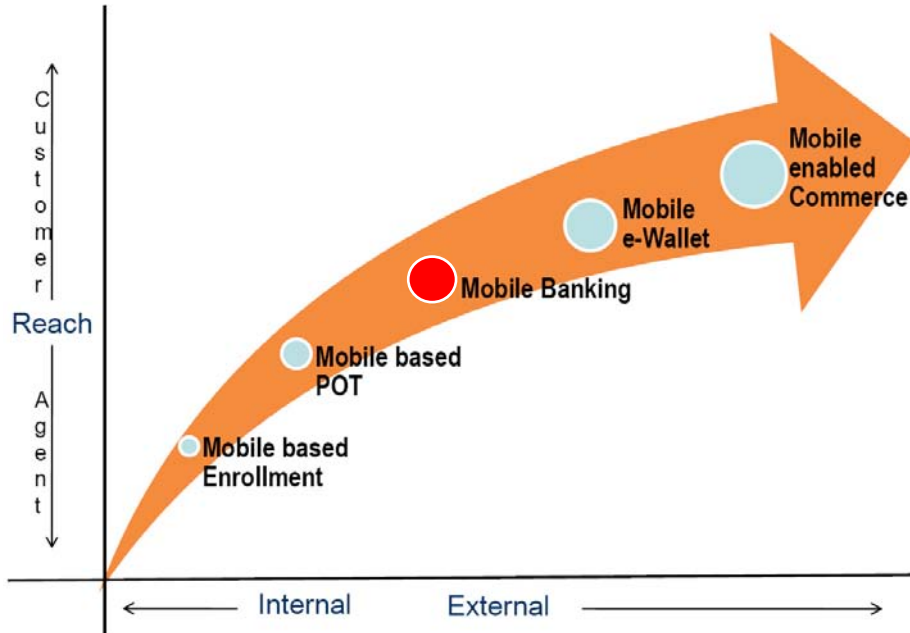 Customer
Reach
Agent
Mobile
enabled
Commerce
Mobile
e-Wallet
Mobile Banking
Mobile based
POT
Mobile based
Enrollment
Internal External